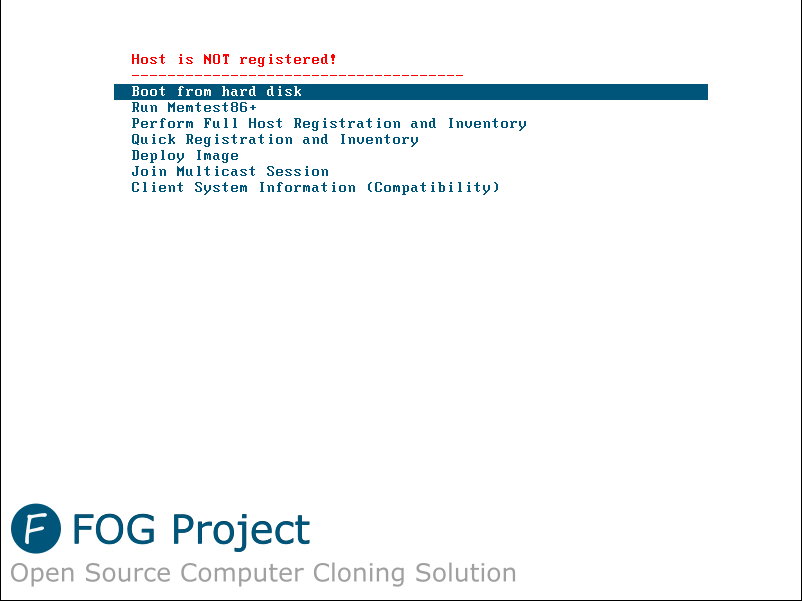 Host is NOT registered!
-------------------------------------
Boot from hard disk
Run Memtest86+
Perform Full Host Registration and Inventory
Quick Registration and Inventory
Deploy Image
Join Multicast Session
Client System Information (Compatibility)
F FOG Project
Open Source Computer Cloning Solution